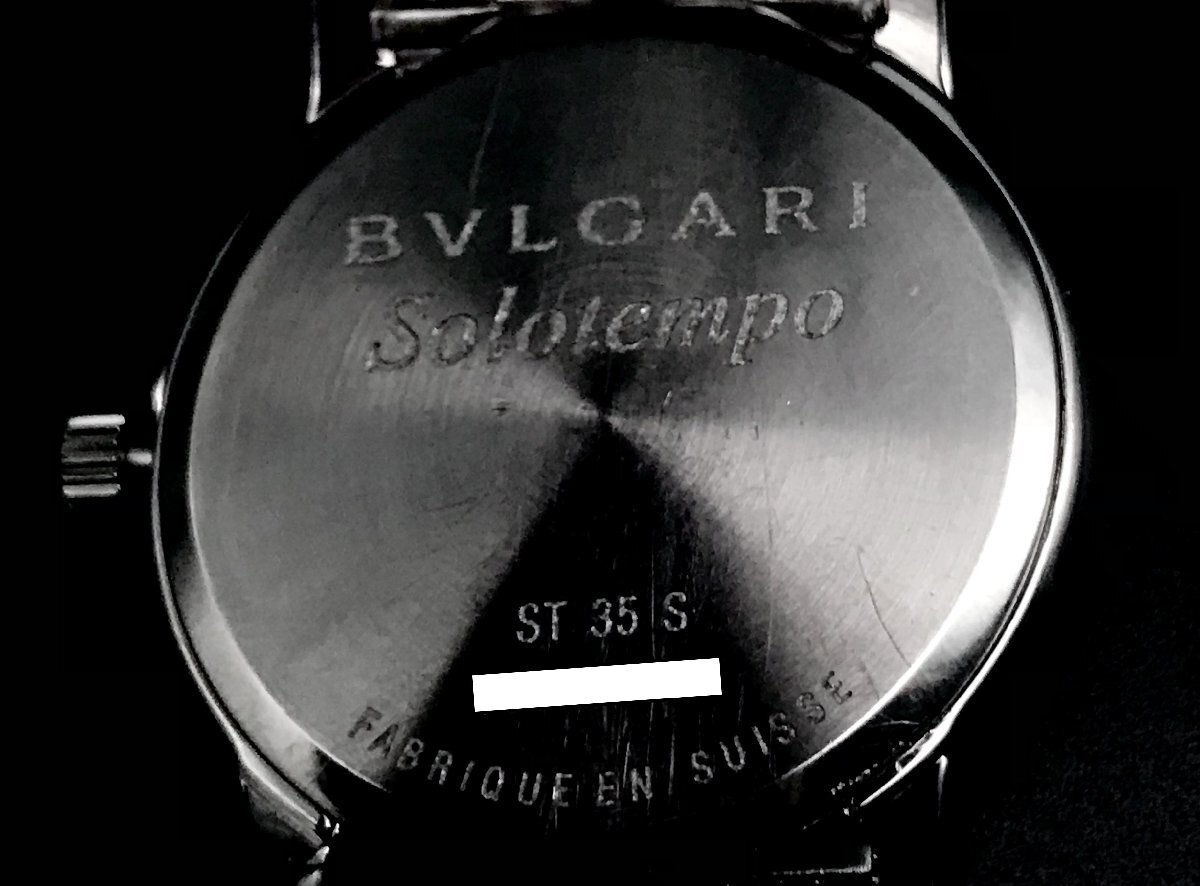 BVLGARI
Solotempo
ST 35 S
FABRIQUE EN SUISSE